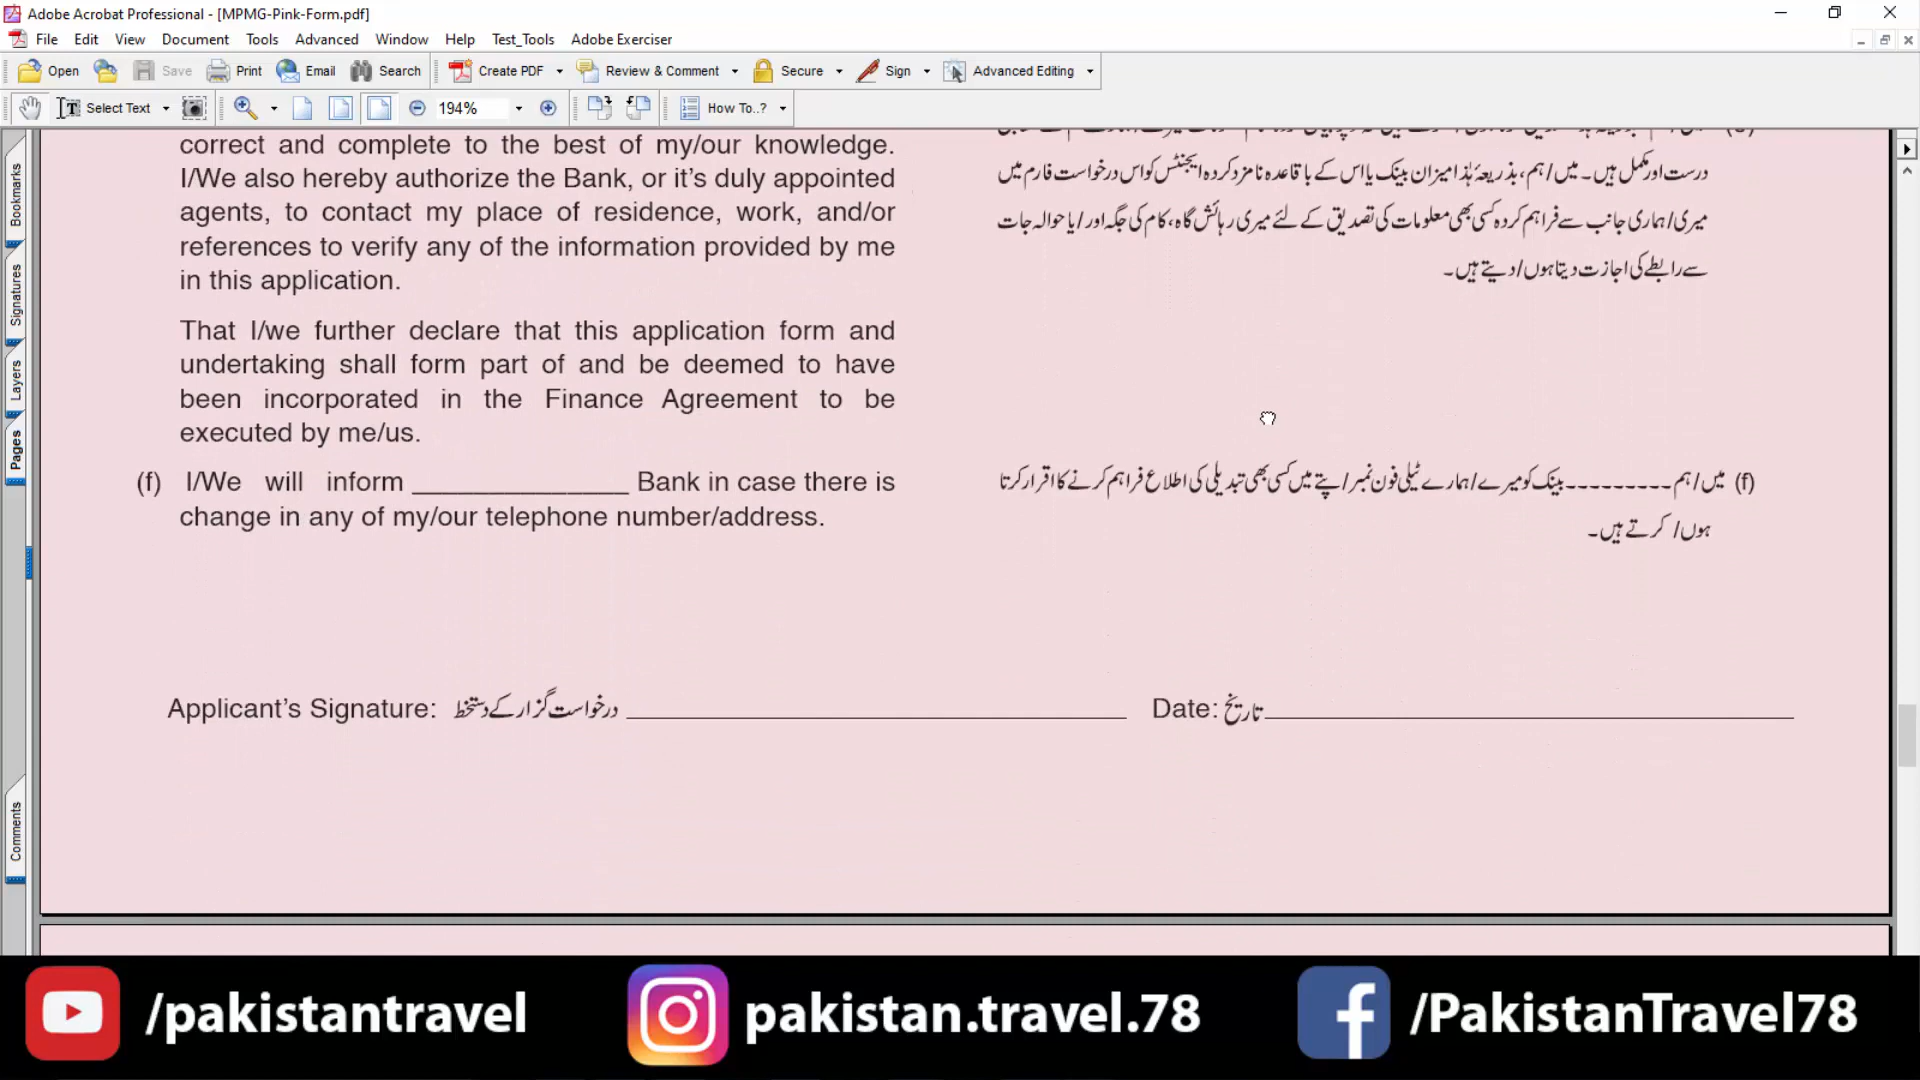 Adobe Acrobat Professional - [MPMG-Pink-Form.pdf]
File Edit View Document Tools Advanced Window Help Test_Tools Adobe Exerciser
Open Save Print Email Search Create PDF Review & Comment Secure Sign Advanced Editing
Select Text 194% How To..?
Bookmarks
Signatures
Layers
Pages
Comments
correct and complete to the best of my/our knowledge.
I/We also hereby authorize the Bank, or it's duly appointed
agents, to contact my place of residence, work, and/or
references to verify any of the information provided by me
in this application.
That I/we further declare that this application form and
undertaking shall form part of and be deemed to have
been incorporated in the Finance Agreement to be
executed by me/us.
(f) I/We will inform ______________ Bank in case there is
change in any of my/our telephone number/address.
درست اور مکمل ہیں۔ میں/ہم، بذریعۂ ہٰذا میزان بینک یا اس کے باقاعدہ نامزد کردہ ایجنٹس کو اس درخواست فارم میں
میری/ہماری جانب سے فراہم کردہ کسی بھی معلومات کی تصدیق کے لئے میری رہائش گاہ، کام کی جگہ اور/یا حوالہ جات
سے رابطے کی اجازت دیتا ہوں/دیتے ہیں۔
(f) میں/ہم ---------- بینک کو میرے/ہمارے ٹیلی فون نمبر/پتے میں کسی بھی تبدیلی کی اطلاع فراہم کرنے کا اقرار کرتا
ہوں/ کرتے ہیں۔
Applicant's Signature: درخواست گزار کے دستخط ______________ Date: تاریخ ______________
/pakistantravel pakistan.travel.78 /PakistanTravel78